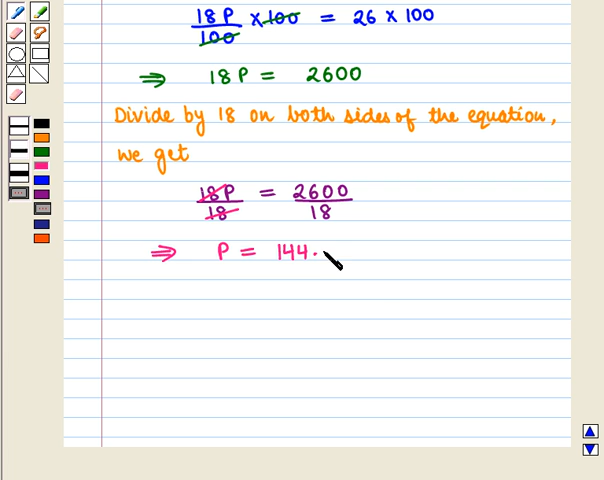 18P/100 × 100 = 26 × 100
⇒ 18P = 2600
Divide by 18 on both sides of the equation,
we get
18P/18 = 2600/18
⇒ P = 144.